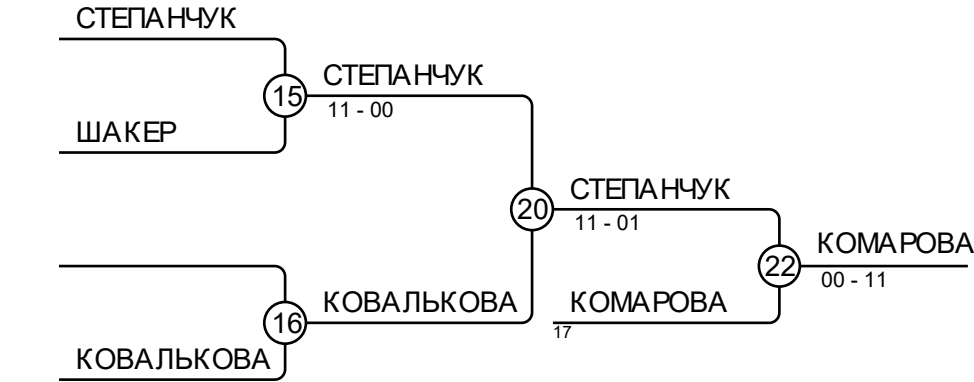 СТЕПАНЧУК
15
СТЕПАНЧУК
11 - 00
ШАКЕР
20
СТЕПАНЧУК
11 - 01
22
КОМАРОВА
00 - 11
16
КОВАЛЬКОВА
КОМАРОВА
17
КОВАЛЬКОВА